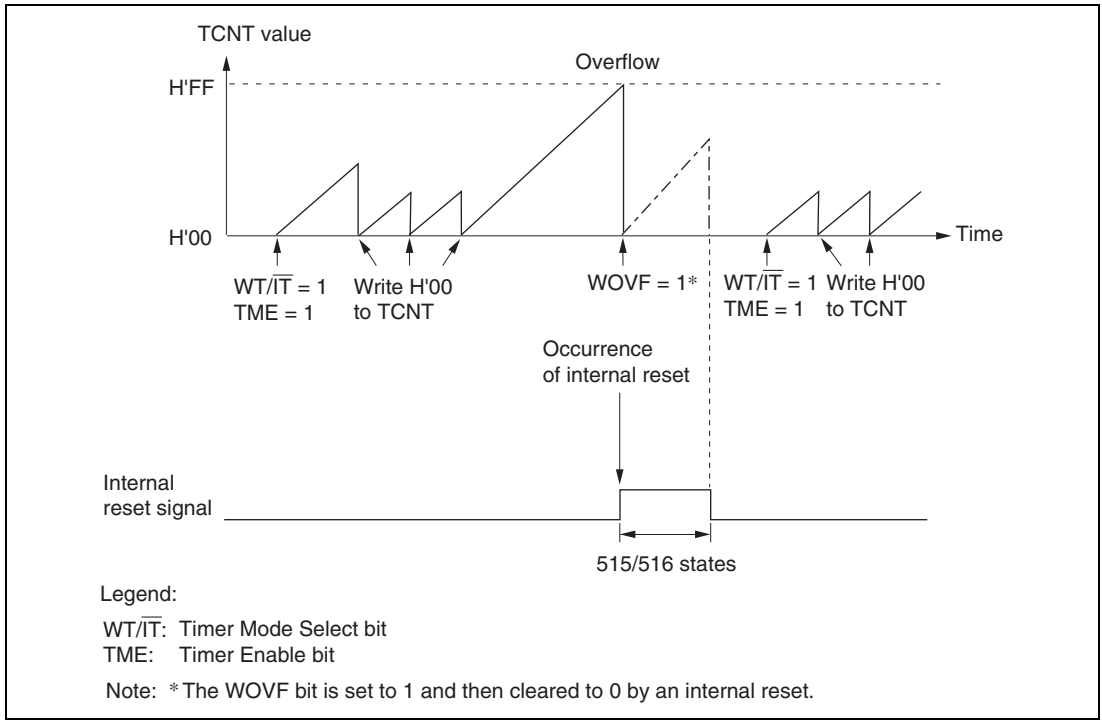 TCNT value
Overflow
H'FF
H'00
Time
WT/IT = 1
TME = 1
Write H'00
to TCNT
WOVF = 1*
WT/IT = 1
TME = 1
Write H'00
to TCNT
Occurrence
of internal reset
Internal
reset signal
515/516 states
Legend:
WT/IT: Timer Mode Select bit
TME: Timer Enable bit
Note: * The WOVF bit is set to 1 and then cleared to 0 by an internal reset.